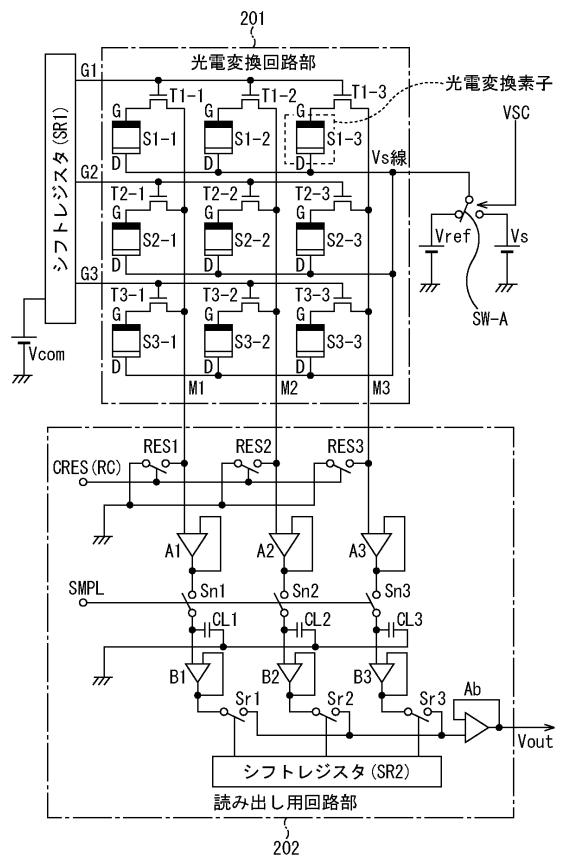 201
光電変換回路部
G1
T1-1
T1-2
T1-3
光電変換素子
G
G
G
S1-1
S1-2
S1-3
VSC
D
D
D
Vs線
シフトレジスタ(SR1)
G2
T2-1
T2-2
T2-3
G
G
G
S2-1
S2-2
S2-3
Vref
Vs
D
D
D
G3
T3-1
T3-2
T3-3
SW-A
G
G
G
S3-1
S3-2
S3-3
Vcom
D
D
D
M1
M2
M3
RES1
RES2
RES3
CRES(RC)
A1
A2
A3
SMPL
Sn1
Sn2
Sn3
CL1
CL2
CL3
B1
B2
B3
Sr1
Sr2
Sr3
Ab
Vout
シフトレジスタ(SR2)
読み出し用回路部
202